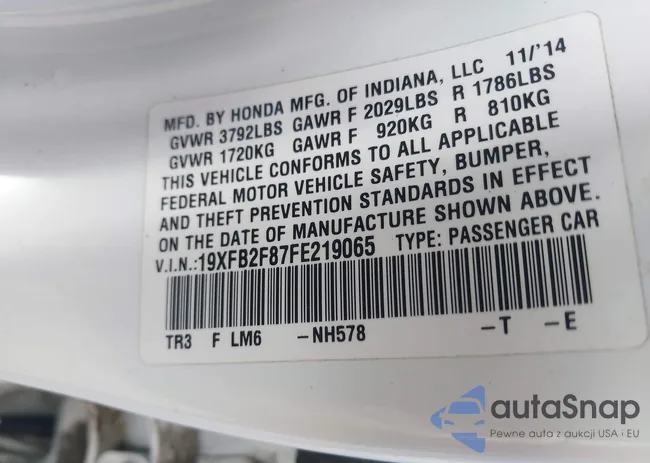 MFD. BY HONDA MFG. OF INDIANA, LLC 11/'14
GVWR 3792LBS GAWR F 2029LBS R 1786LBS
GVWR 1720KG GAWR F 920KG R 810KG
THIS VEHICLE CONFORMS TO ALL APPLICABLE
FEDERAL MOTOR VEHICLE SAFETY, BUMPER,
AND THEFT PREVENTION STANDARDS IN EFFECT
ON THE DATE OF MANUFACTURE SHOWN ABOVE.
V.I.N.:19XFB2F87FE219065 TYPE: PASSENGER CAR
TR3 F LM6 -NH578 -T -E
autaSnap
Pewne auta z aukcji USA i EU